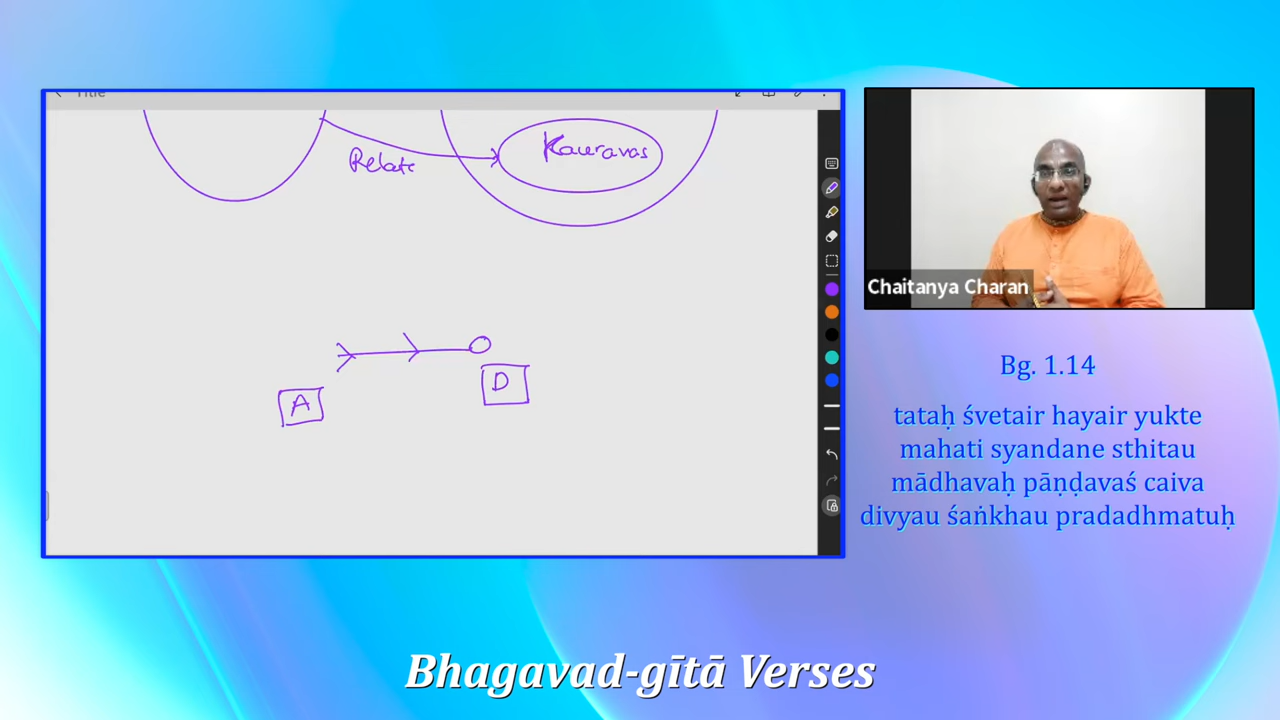 Title
Kauravas
Relate
A
D
Chaitanya Charan
Bg. 1.14
tataḥ śvetair hayair yukte
mahati syandane sthitau
mādhavaḥ pāṇḍavaś caiva
divyau śaṅkhau pradadhmatuḥ
Bhagavad-gītā Verses